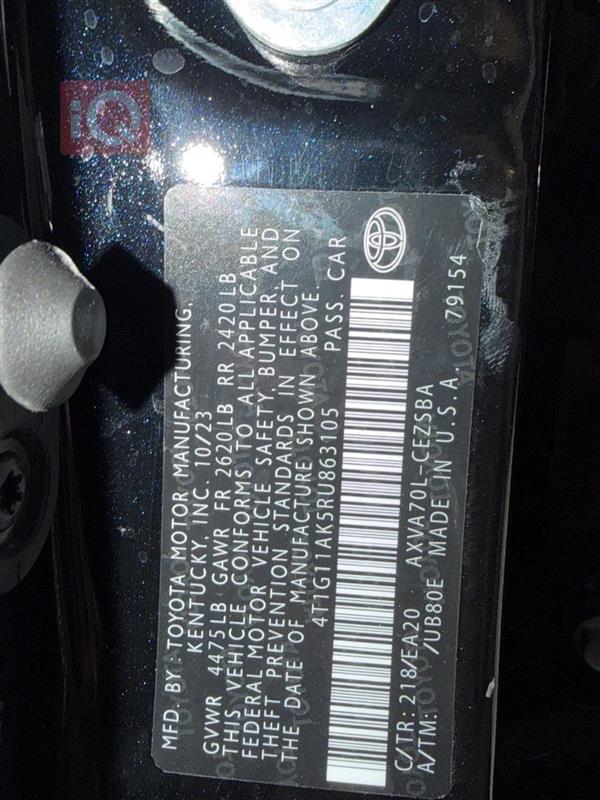 iQ
MFD. BY: TOYOTA MOTOR MANUFACTURING,
KENTUCKY, INC. 10/23
GVWR 4475LB GAWR FR 2620LB RR 2420LB
THIS VEHICLE CONFORMS TO ALL APPLICABLE
FEDERAL MOTOR VEHICLE SAFETY, BUMPER, AND
THEFT PREVENTION STANDARDS IN EFFECT ON
THE DATE OF MANUFACTURE SHOWN ABOVE.
4T1G11AK5RU863105 PASS. CAR
C/TR: 218/EA20 AXVA70L-CEZSBA 79154
A/TM: /UB80E MADE IN U.S.A.